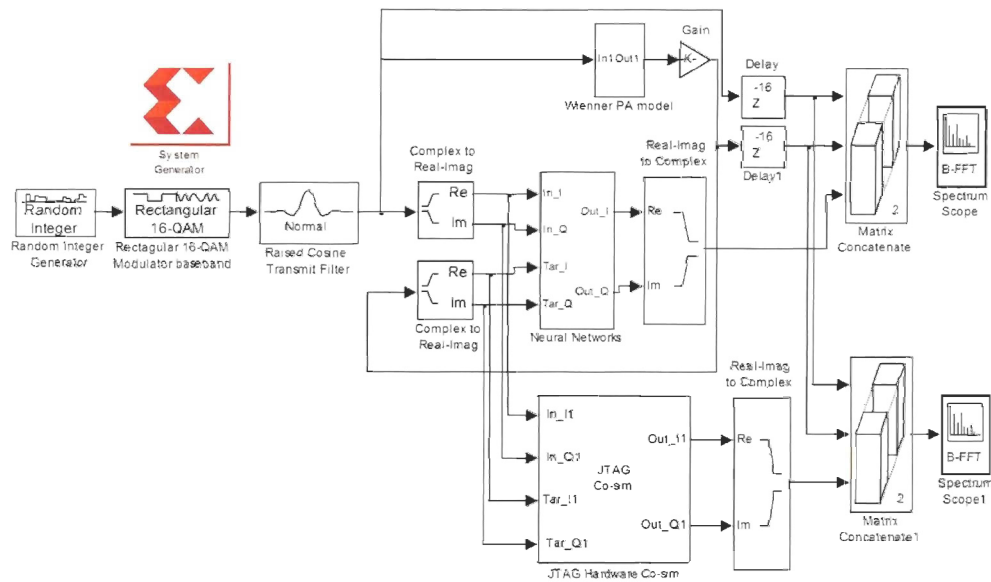 Gain
K-
In1 Out1
Wienner PA model
Delay
-16
Z
-16
Z
Delay1
System
Generator
Complex to
Real-Imag
Re
Im
Real-Imag
to Complex
Re
Im
B-FFT
Spectrum
Scope
2
Matrix
Concatenate
Random
Integer
Random Integer
Generator
Rectangular
16-QAM
Rectagular 16-QAM
Modulator baseband
Normal
Raised Cosine
Transmit Filter
In_I
In_Q
Tar_I
Tar_Q
Out_I
Out_Q
Neural Networks
Re
Im
Complex to
Real-Imag
Real-Imag
to Complex
In_I1
In_Q1
Tar_I1
Tar_Q1
JTAG
Co-sim
Out_I1
Out_Q1
JTAG Hardware Co-sim
Re
Im
2
Matrix
Concatenate1
B-FFT
Spectrum
Scope1